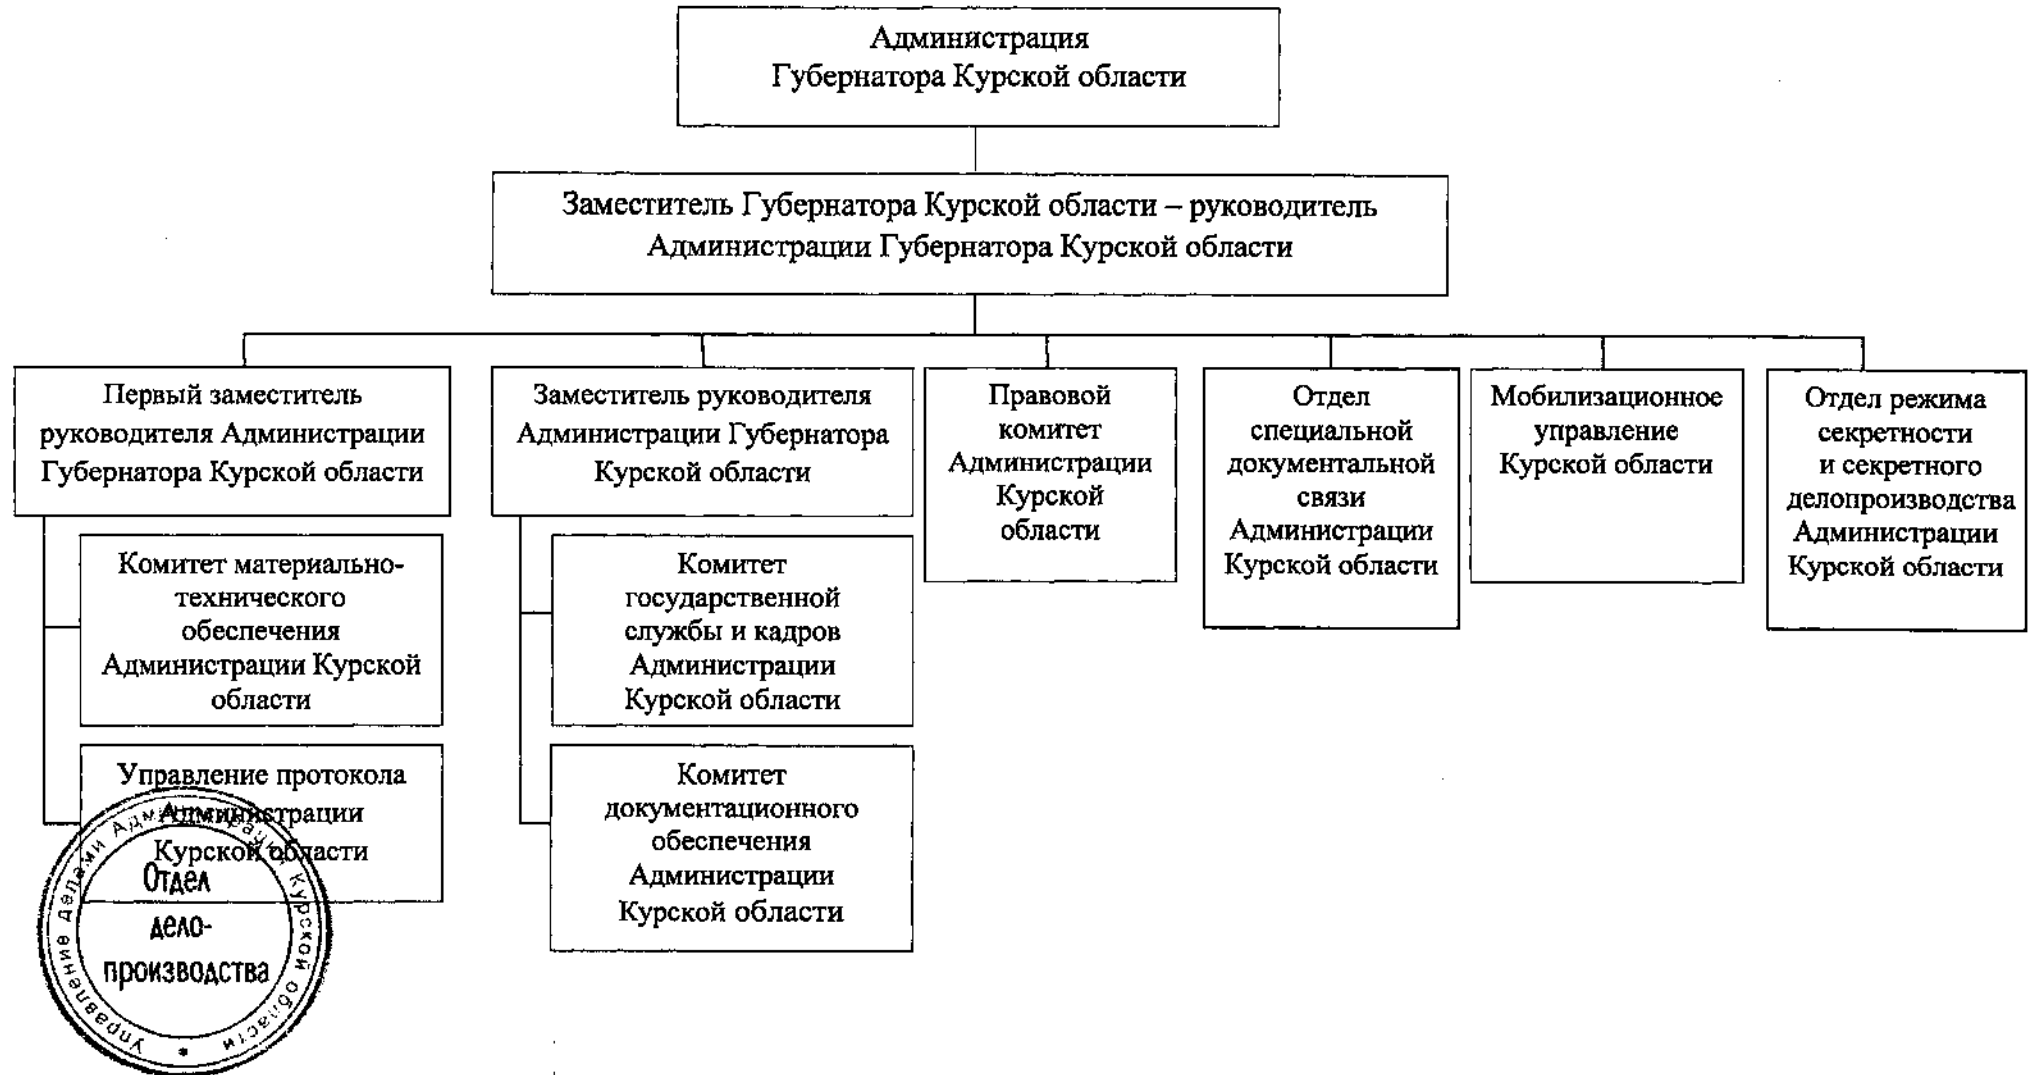 Администрация
Губернатора Курской области
Заместитель Губернатора Курской области – руководитель
Администрации Губернатора Курской области
Первый заместитель
руководителя Администрации
Губернатора Курской области
Заместитель руководителя
Администрации Губернатора
Курской области
Правовой
комитет
Администрации
Курской
области
Отдел
специальной
документальной
связи
Администрации
Курской области
Мобилизационное
управление
Курской области
Отдел режима
секретности
и секретного
делопроизводства
Администрации
Курской области
Комитет материально-
технического
обеспечения
Администрации Курской
области
Комитет
государственной
службы и кадров
Администрации
Курской области
Управление протокола
Администрации
Курской области
Комитет
документационного
обеспечения
Администрации
Курской области
Управление делами Администрации Курской области *
Отдел
дело-
производства